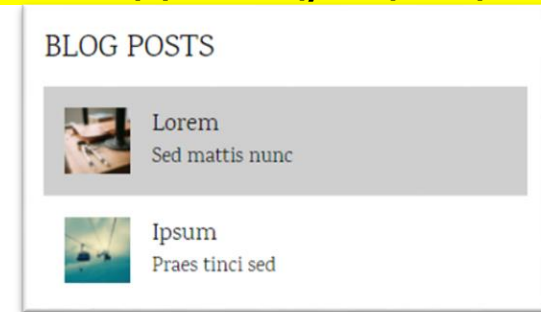 BLOG POSTS
Lorem
Sed mattis nunc
Ipsum
Praes tinci sed